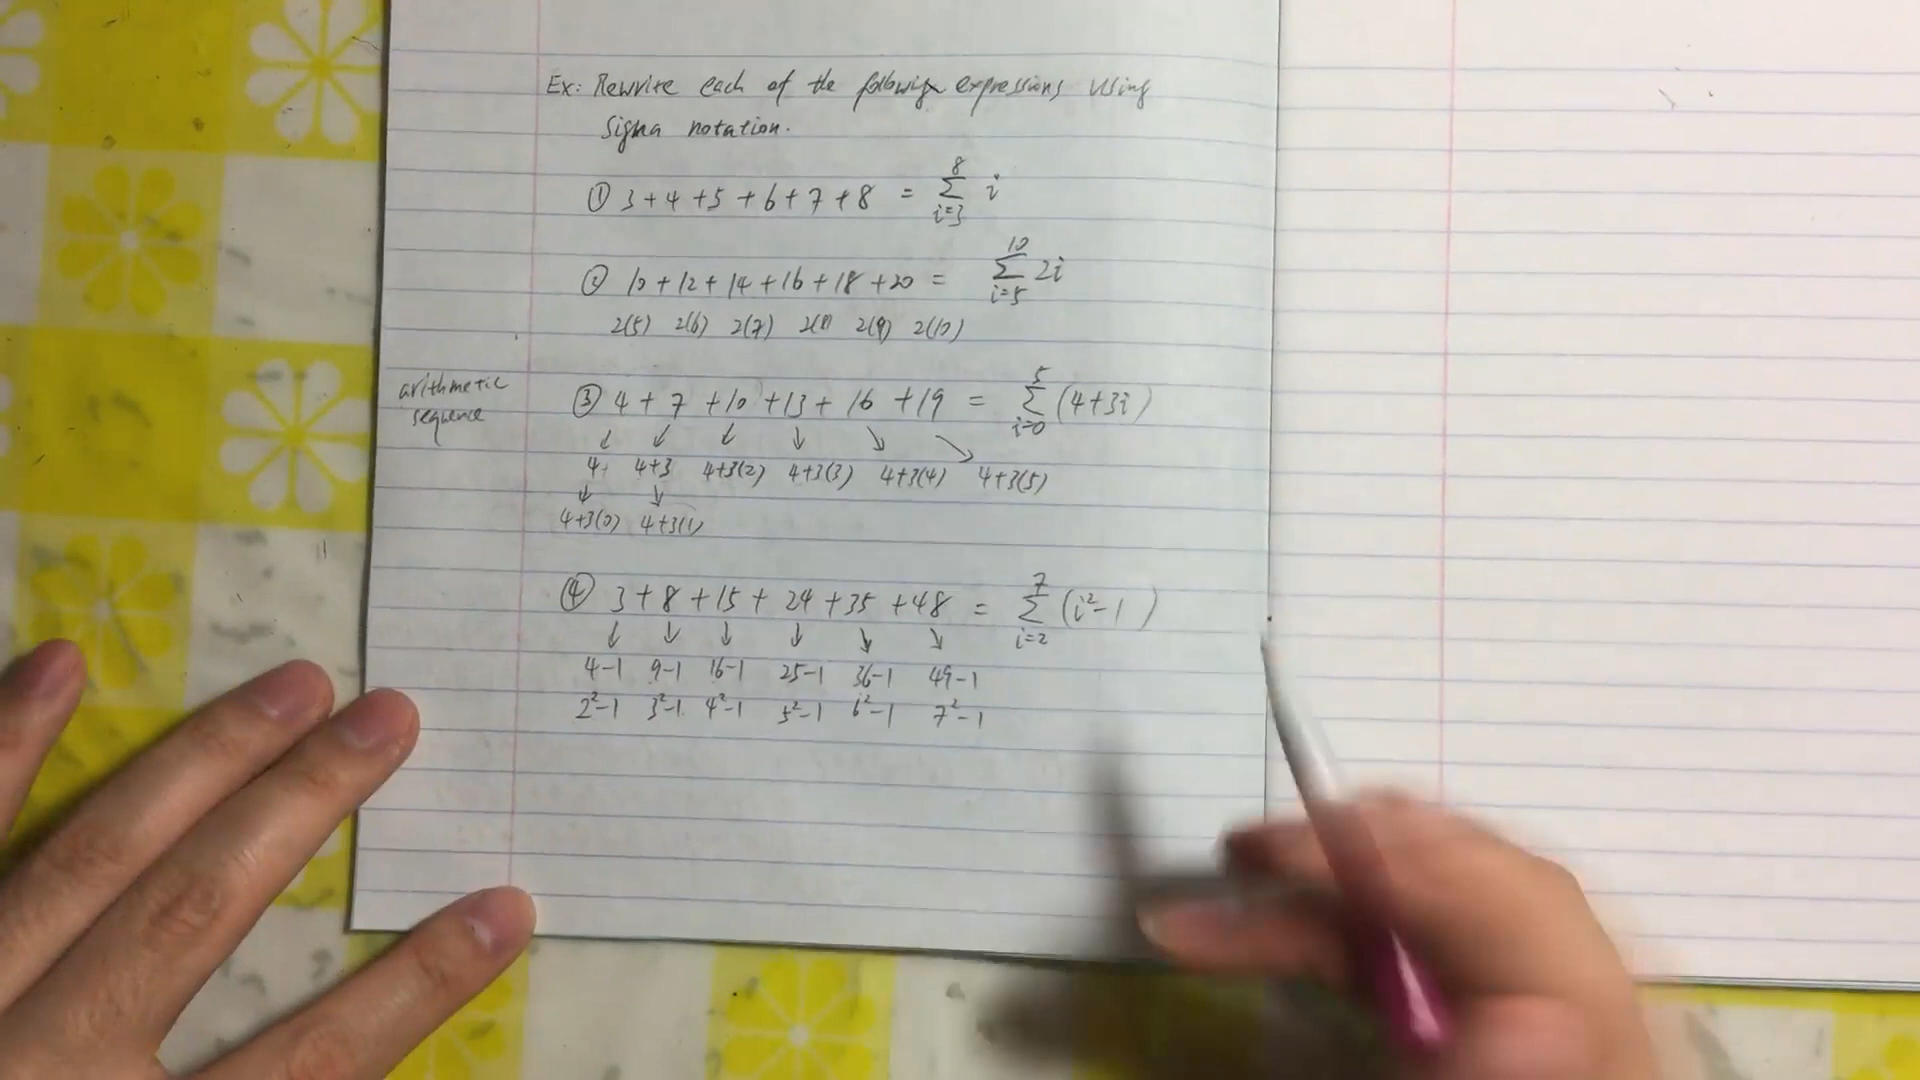 Ex: Rewrite each of the following expressions using
Sigma notation.
① 3+4+5+6+7+8 = \sum_{i=3}^{8} i
② 10+12+14+16+18+20 = \sum_{i=5}^{10} 2i
2(5) 2(6) 2(7) 2(8) 2(9) 2(10)
arithmetic
sequence
③ 4+7+10+13+16+19 = \sum_{i=0}^{5} (4+3i)
↓ ↓ ↓ ↓ ↘ ↘
4+ 4+3 4+3(2) 4+3(3) 4+3(4) 4+3(5)
↓ ↓
4+3(0) 4+3(1)
④ 3+8+15+24+35+48 = \sum_{i=2}^{7} (i²-1)
↓ ↓ ↓ ↓ ↘ ↘
4-1 9-1 16-1 25-1 36-1 49-1
2²-1 3²-1 4²-1 5²-1 6²-1 7²-1